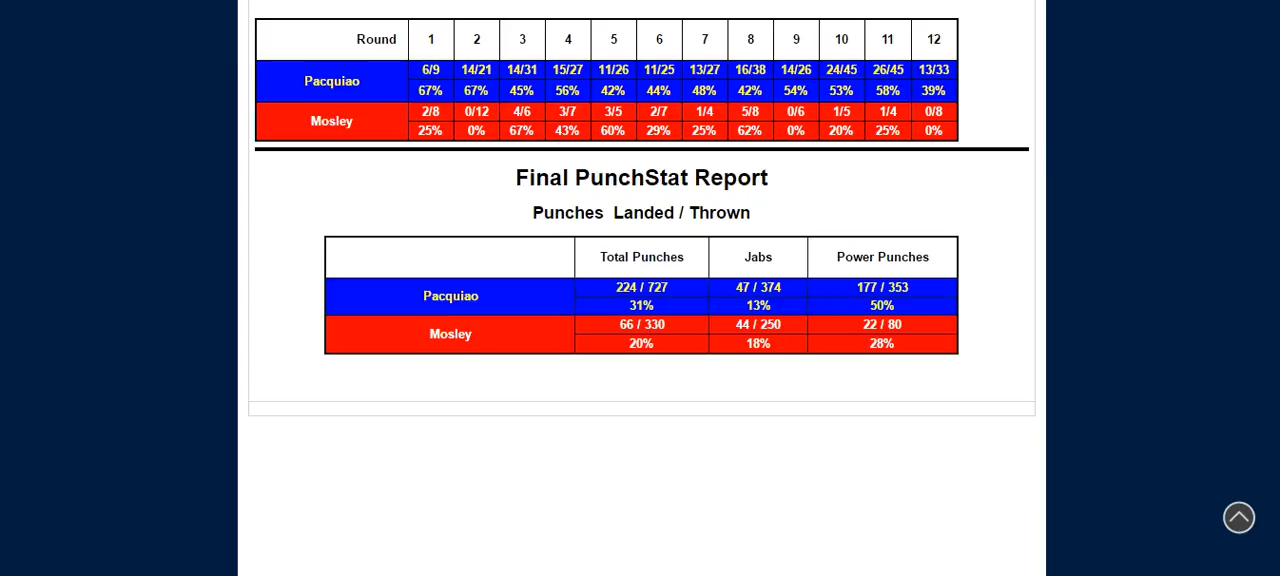 Round 1 2 3 4 5 6 7 8 9 10 11 12
Pacquiao 6/9 14/21 14/31 15/27 11/26 11/25 13/27 16/38 14/26 24/45 26/45 13/33
67% 67% 45% 56% 42% 44% 48% 42% 54% 53% 58% 39%
Mosley 2/8 0/12 4/6 3/7 3/5 2/7 1/4 5/8 0/6 1/5 1/4 0/8
25% 0% 67% 43% 60% 29% 25% 62% 0% 20% 25% 0%
Final PunchStat Report
Punches Landed / Thrown
Total Punches Jabs Power Punches
Pacquiao 224 / 727 47 / 374 177 / 353
31% 13% 50%
Mosley 66 / 330 44 / 250 22 / 80
20% 18% 28%